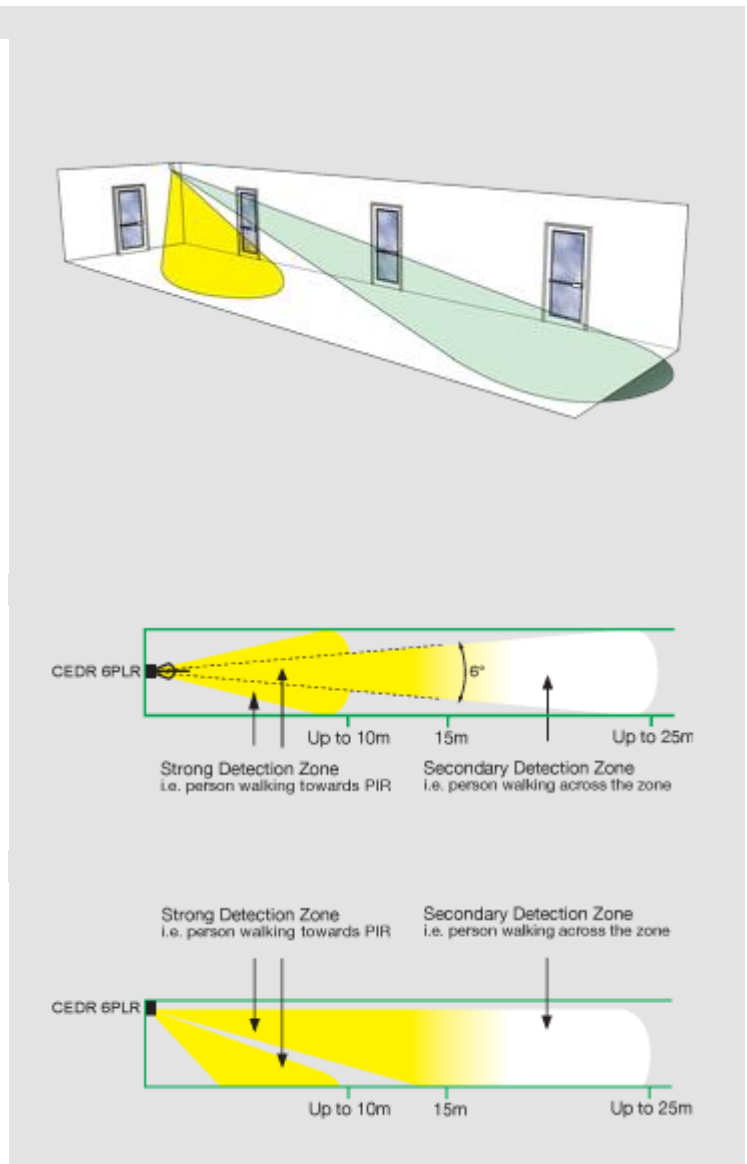 CEDR 6PLR
6°
Up to 10m 15m Up to 25m
Strong Detection Zone
i.e. person walking towards PIR
Secondary Detection Zone
i.e. person walking across the zone
Strong Detection Zone
i.e. person walking towards PIR
Secondary Detection Zone
i.e. person walking across the zone
CEDR 6PLR
Up to 10m 15m Up to 25m